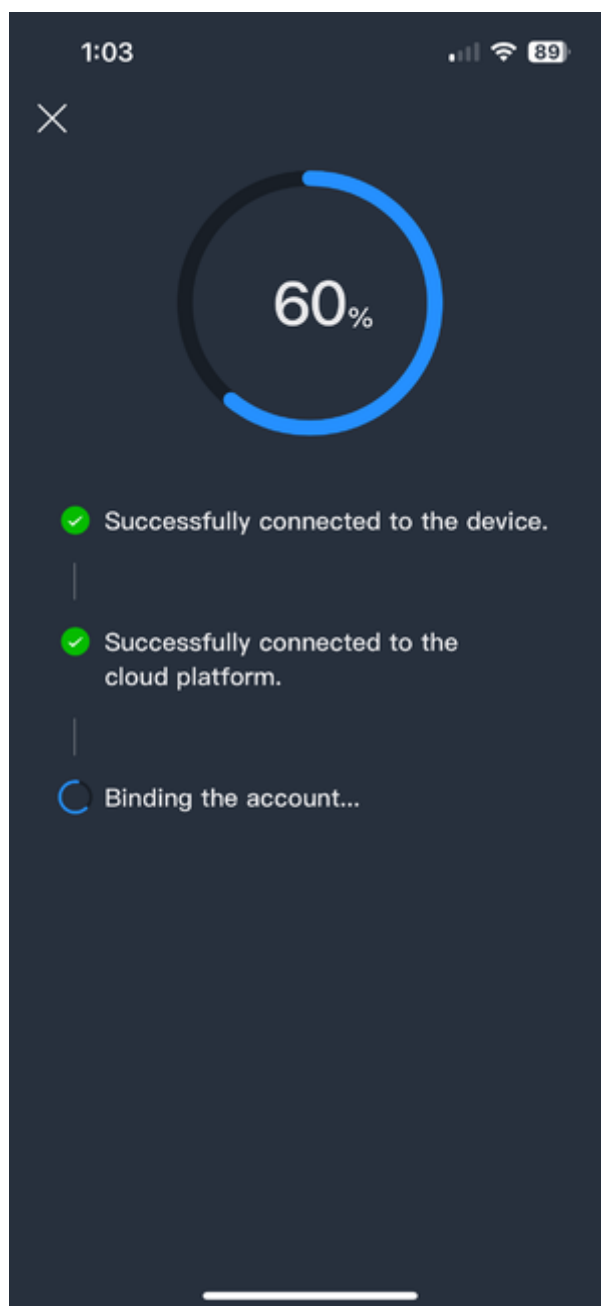 1:03
89
60%
Successfully connected to the device.
Successfully connected to the
cloud platform.
Binding the account...